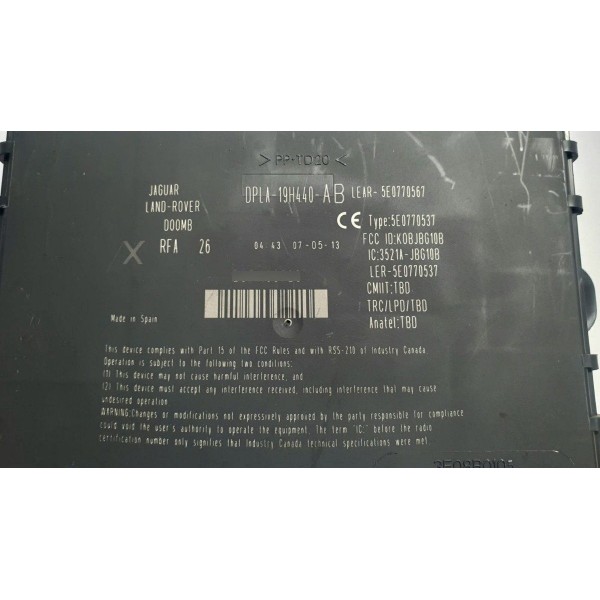 >PP-TD20<
JAGUAR
LAND-ROVER
DOOMB
X RFA 26
DPLA-19H440-AB
LEAR- 5E0770567
CE Type:5E0770537
FCC ID:KOBJBG10B
IC:3521A-JBG10B
LER-5E0770537
CMIIT:TBD
TRC/LPD/TBD
Anatel:TBD
04 43 07-05-13
Made in Spain
This device complies with Part 15 of the FCC Rules and with RSS-210 of Industry Canada.
Operation is subject to the following two conditions:
(1) This device may not cause harmful interference, and
(2) This device must accept any interference received, including interference that may cause
undesired operation
WARNING:Changes or modifications not expressively approved by the party responsible for compliance
could void the user's authority to operate the equipment. The term "IC:" before the radio
certification number only signifies that Industry Canada technical specifications were met.